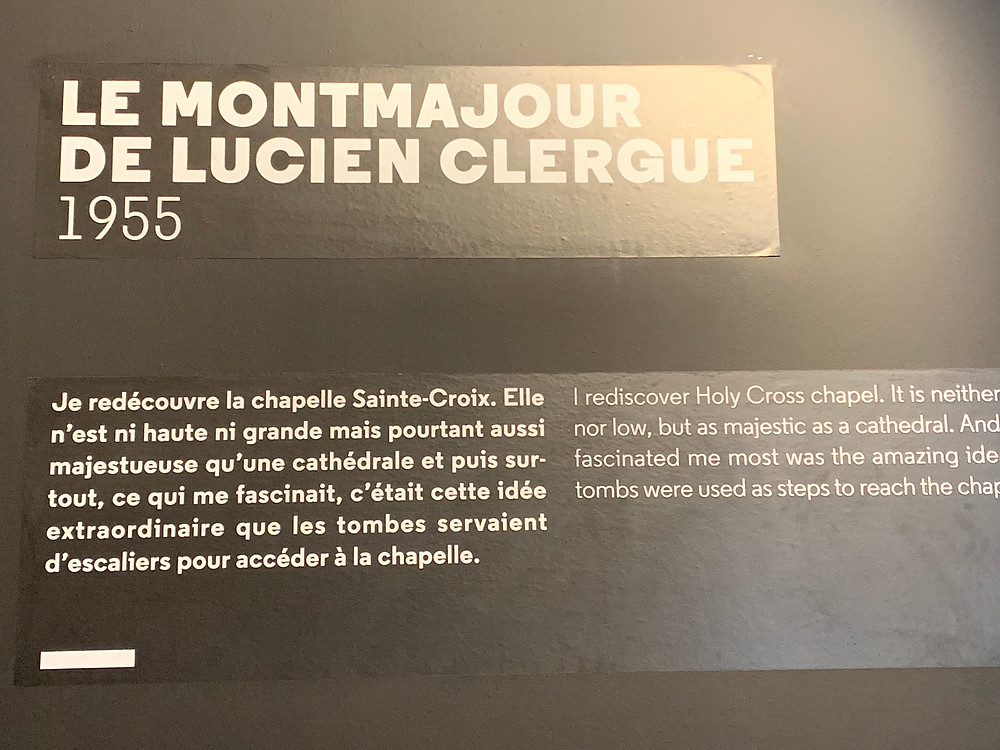 LE MONTMAJOUR
DE LUCIEN CLERGUE
1955
Je redécouvre la chapelle Sainte-Croix. Elle
n'est ni haute ni grande mais pourtant aussi
majestueuse qu'une cathédrale et puis sur-
tout, ce qui me fascinait, c'était cette idée
extraordinaire que les tombes servaient
d'escaliers pour accéder à la chapelle.
I rediscover Holy Cross chapel. It is neither
nor low, but as majestic as a cathedral. And
fascinated me most was the amazing
tombs were used as steps to reach the